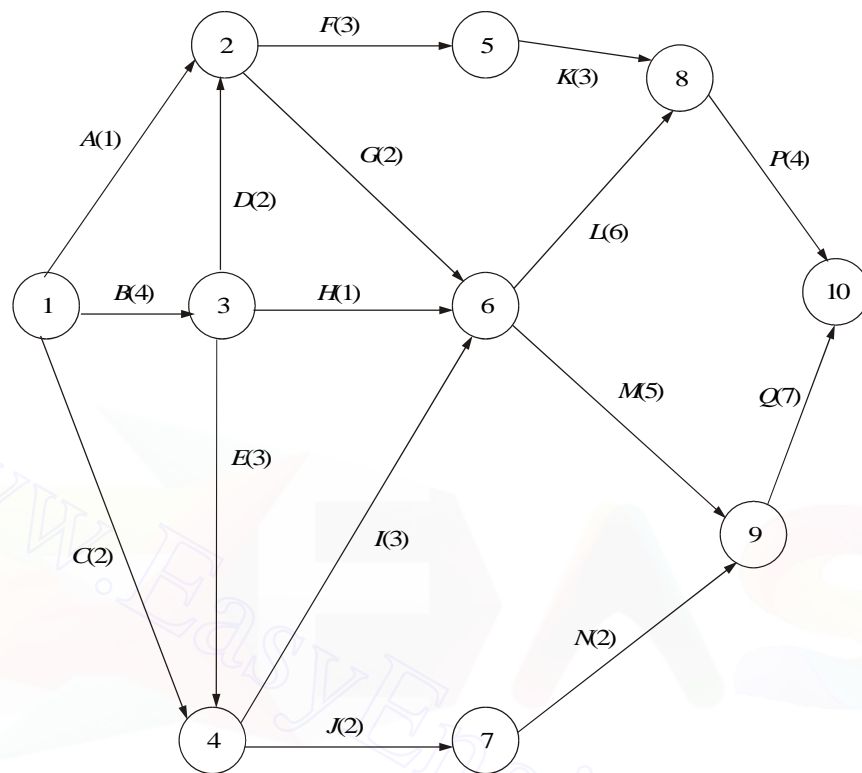 F(3)
2
5
K(3)
8
A(1)
G(2)
P(4)
D(2)
L(6)
1
B(4)
3
H(1)
6
10
M(5)
Q(7)
E(3)
I(3)
9
C(2)
N(2)
4
J(2)
7